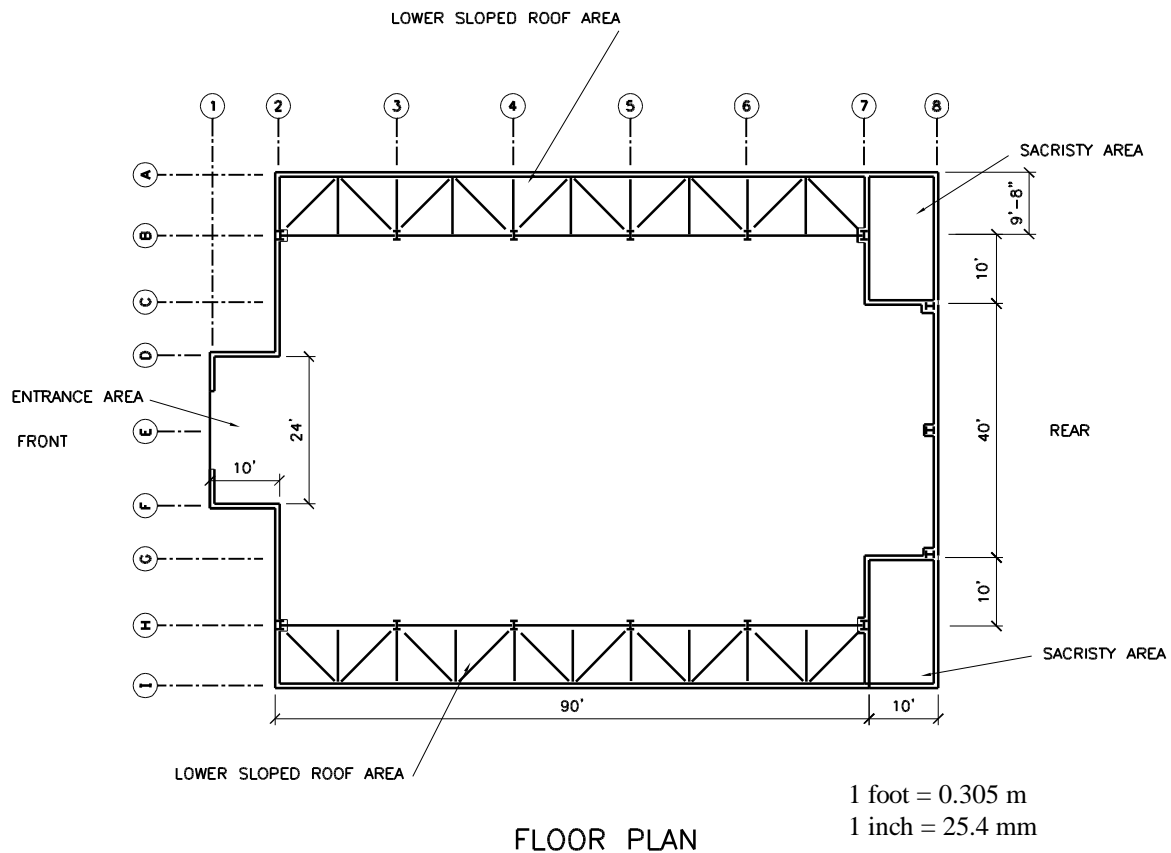 LOWER SLOPED ROOF AREA
1 2 3 4 5 6 7 8
SACRISTY AREA
A
9'-8"
B
10'
C
D
ENTRANCE AREA
24'
40'
E
REAR
FRONT
10'
F
G
10'
H
SACRISTY AREA
I
90'
10'
LOWER SLOPED ROOF AREA
1 foot = 0.305 m
1 inch = 25.4 mm
FLOOR PLAN